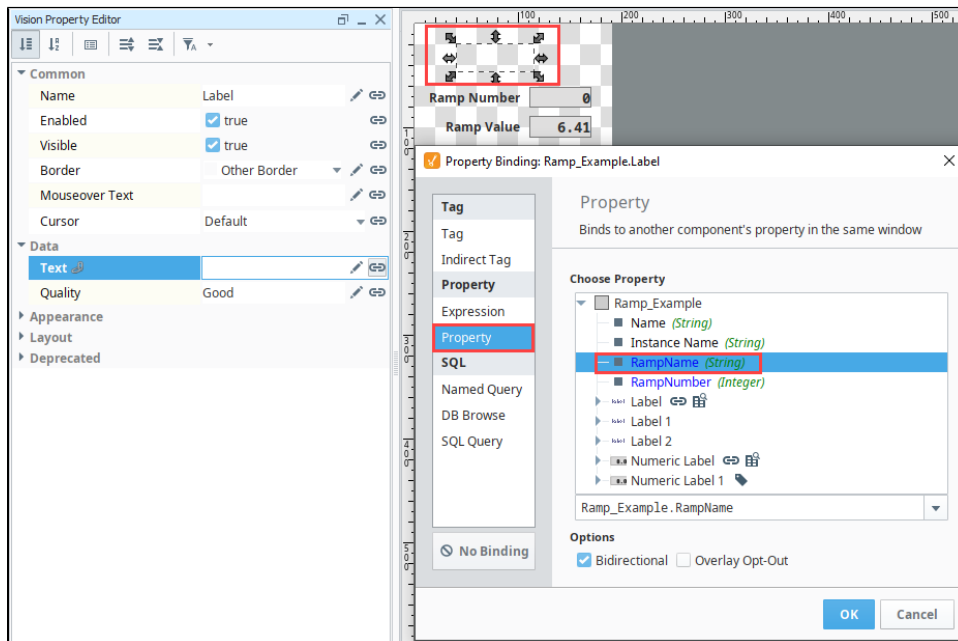 Vision Property Editor
Common
Name Label
Enabled true
Visible true
Border Other Border
Mouseover Text
Cursor Default
Data
Text
Quality Good
Appearance
Layout
Deprecated
100 200 300 400 500
Ramp Number 0
Ramp Value 6.41
100
200
300
400
500
Property Binding: Ramp_Example.Label
Tag
Tag
Indirect Tag
Property
Expression
Property
SQL
Named Query
DB Browse
SQL Query
No Binding
Property
Binds to another component's property in the same window
Choose Property
Ramp_Example
Name (String)
Instance Name (String)
RampName (String)
RampNumber (Integer)
Label
Label 1
Label 2
Numeric Label
Numeric Label 1
Ramp_Example.RampName
Options
Bidirectional Overlay Opt-Out
OK Cancel